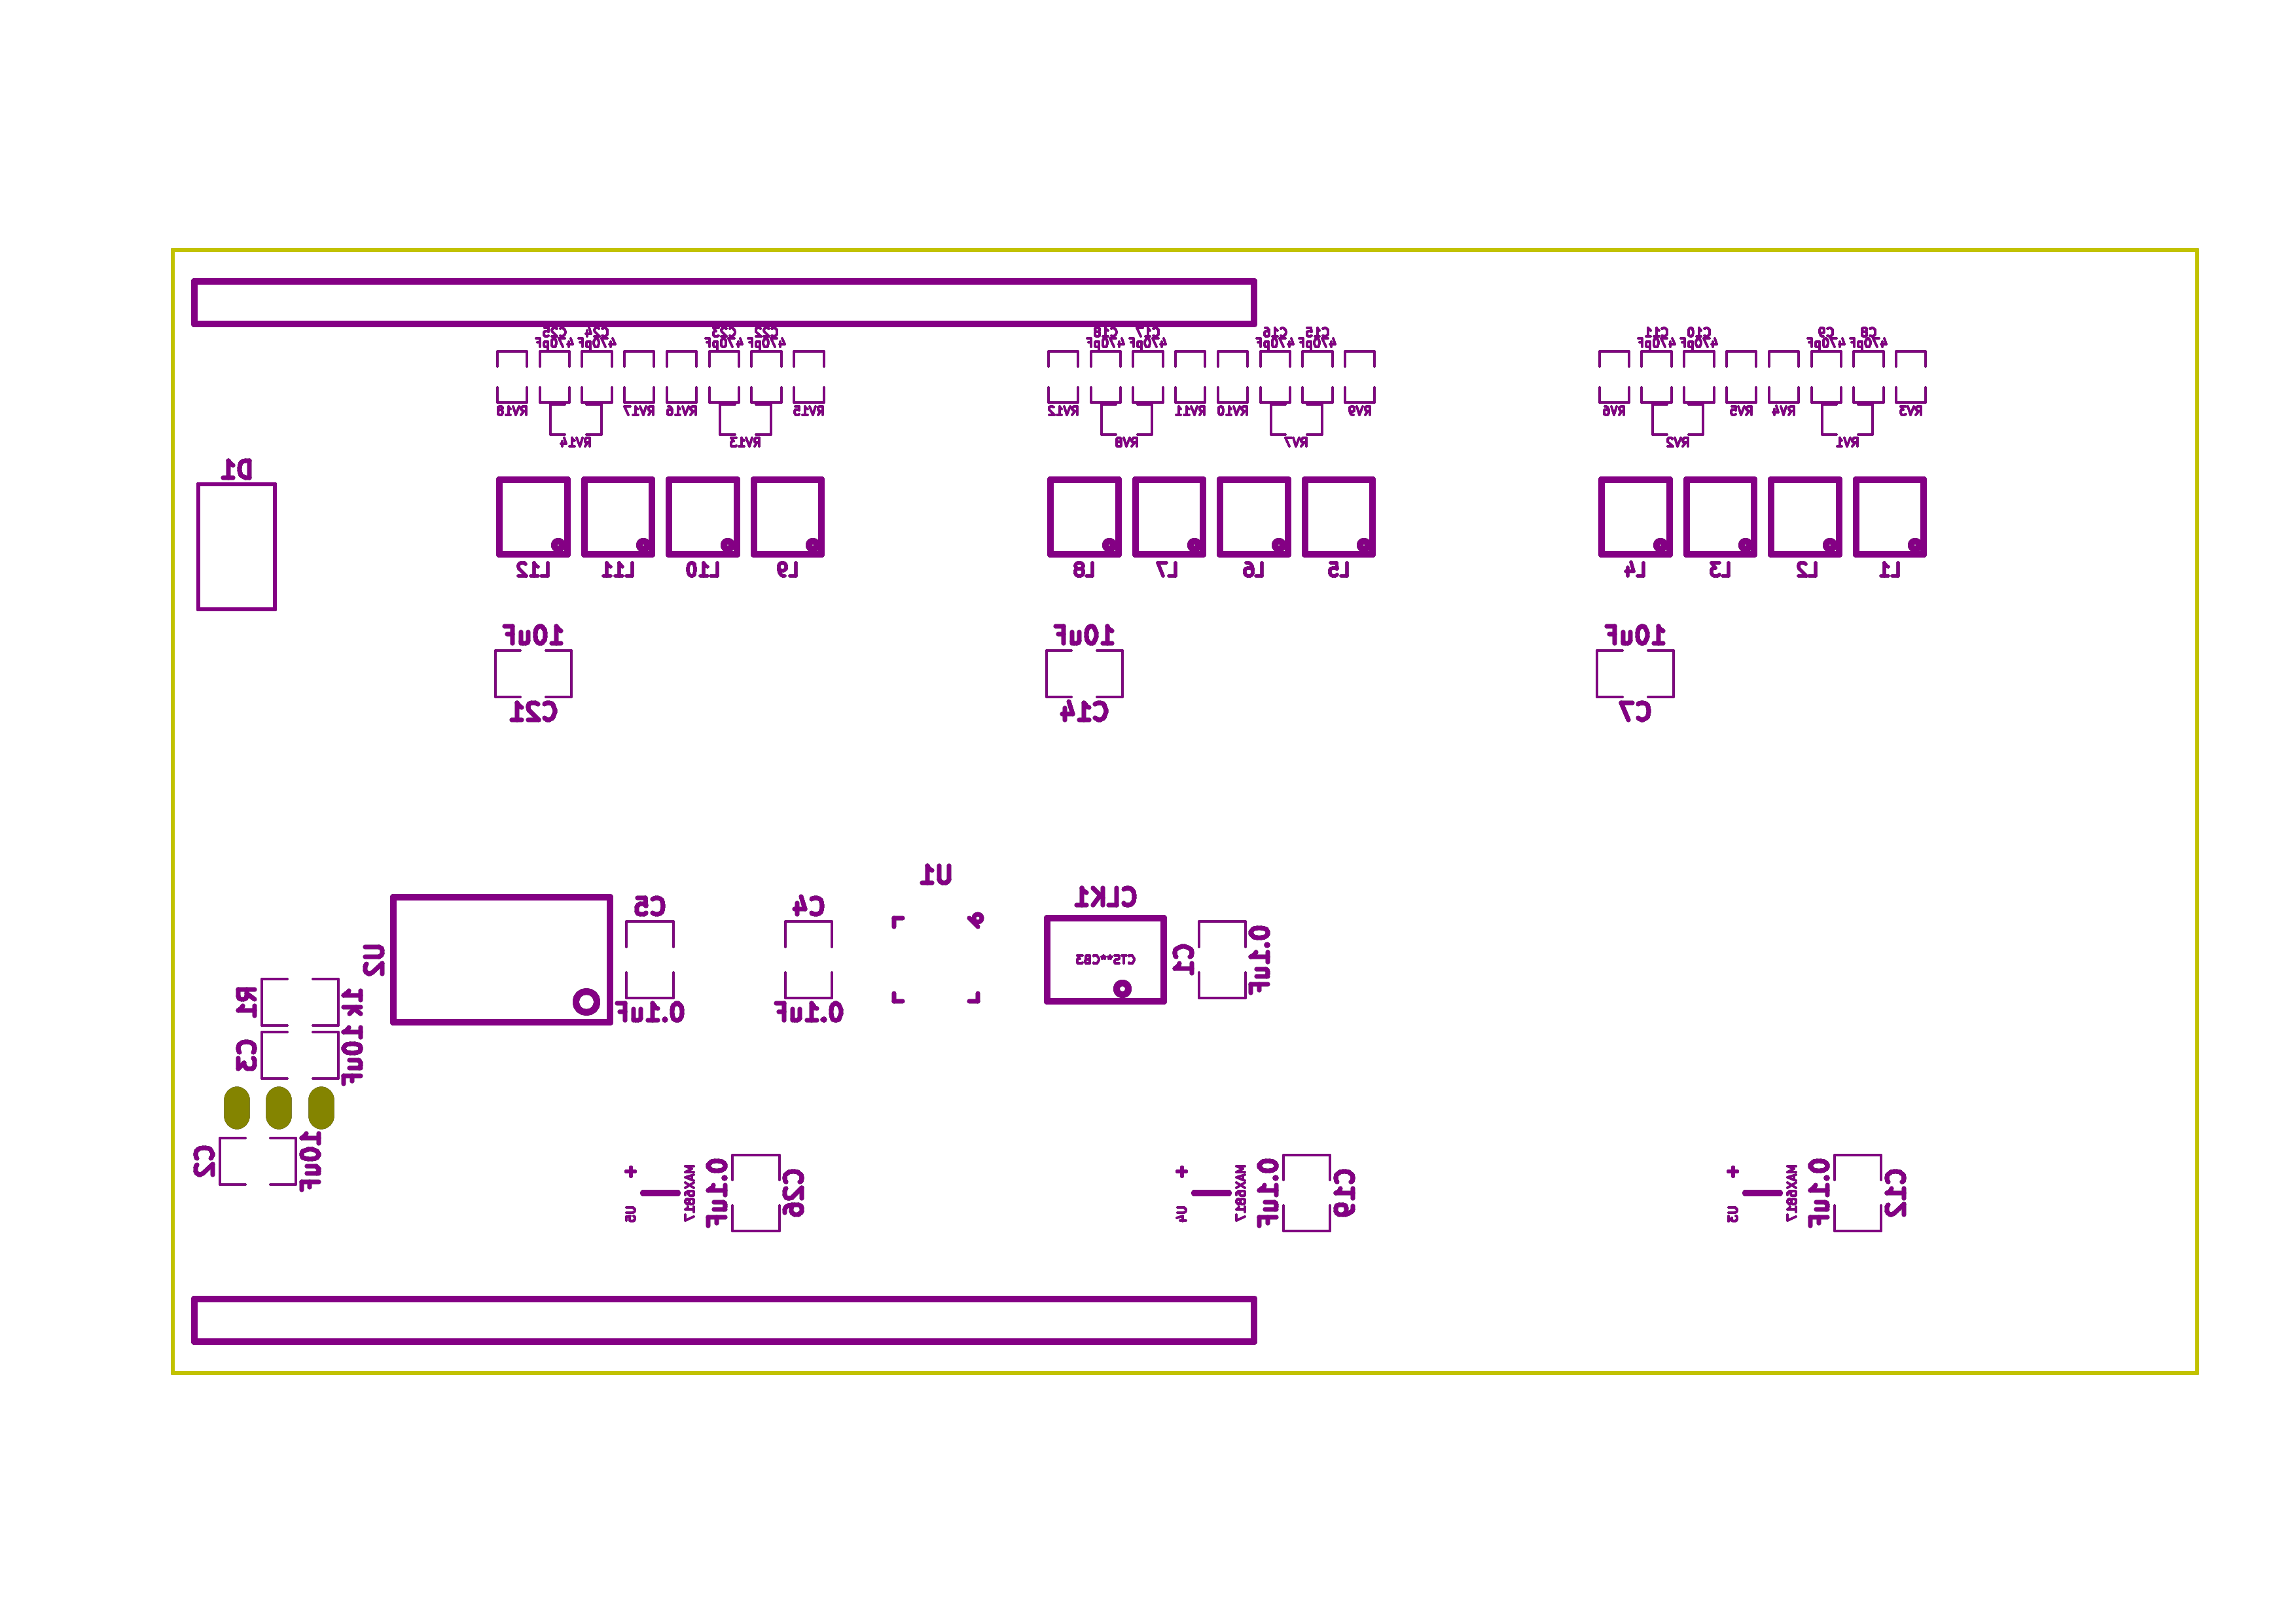 C25 C24 C23 C22 C18 C17 C16 C15 C11 C10 C9 C8
470pF 470pF 470pF 470pF 470pF 470pF 470pF 470pF 470pF 470pF 470pF 470pF
RV18 RV17 RV16 RV15 RV12 RV11 RV10 RV9 RV6 RV5 RV4 RV3
RV14 RV13 RV8 RV7 RV2 RV1
D1
L12 L11 L10 L9 L8 L7 L6 L5 L4 L3 L2 L1
10uF 10uF 10uF
C21 C14 C7
U1
CLK1
C5 C4
U2
CTS**CB3
C1
0.1uF
R1
1k
0.1uF 0.1uF
C3
10uF
C2
10uF
+ + +
U5
MAX6817
0.1uF
C26
U4
MAX6817
0.1uF
C19
U3
MAX6817
0.1uF
C12